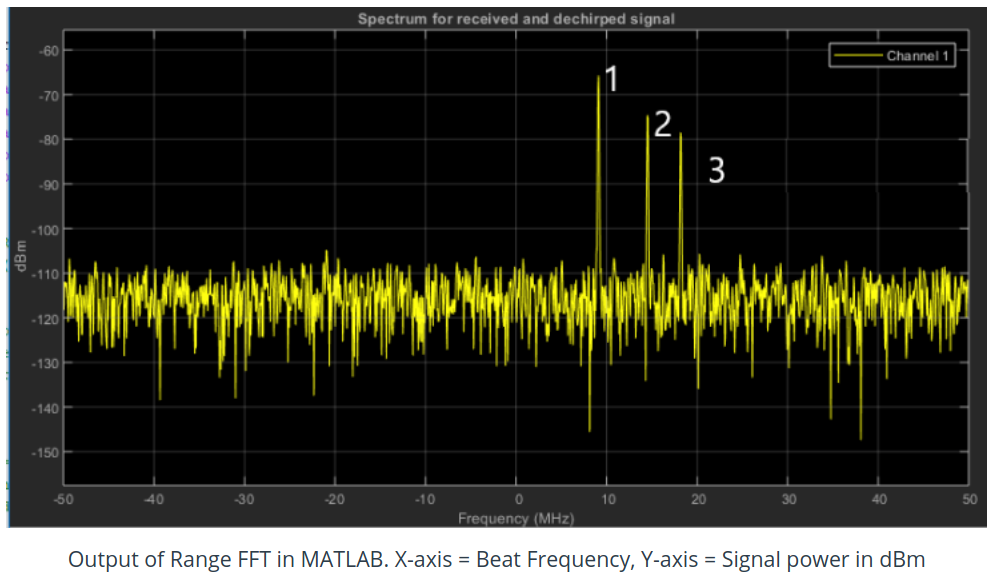 Spectrum for received and dechirped signal
Channel 1
-60
-70
-80
-90
-100
-110
-120
-130
-140
-150
dBm
1
2
3
-50 -40 -30 -20 -10 0 10 20 30 40 50
Frequency (MHz)
Output of Range FFT in MATLAB. X-axis = Beat Frequency, Y-axis = Signal power in dBm